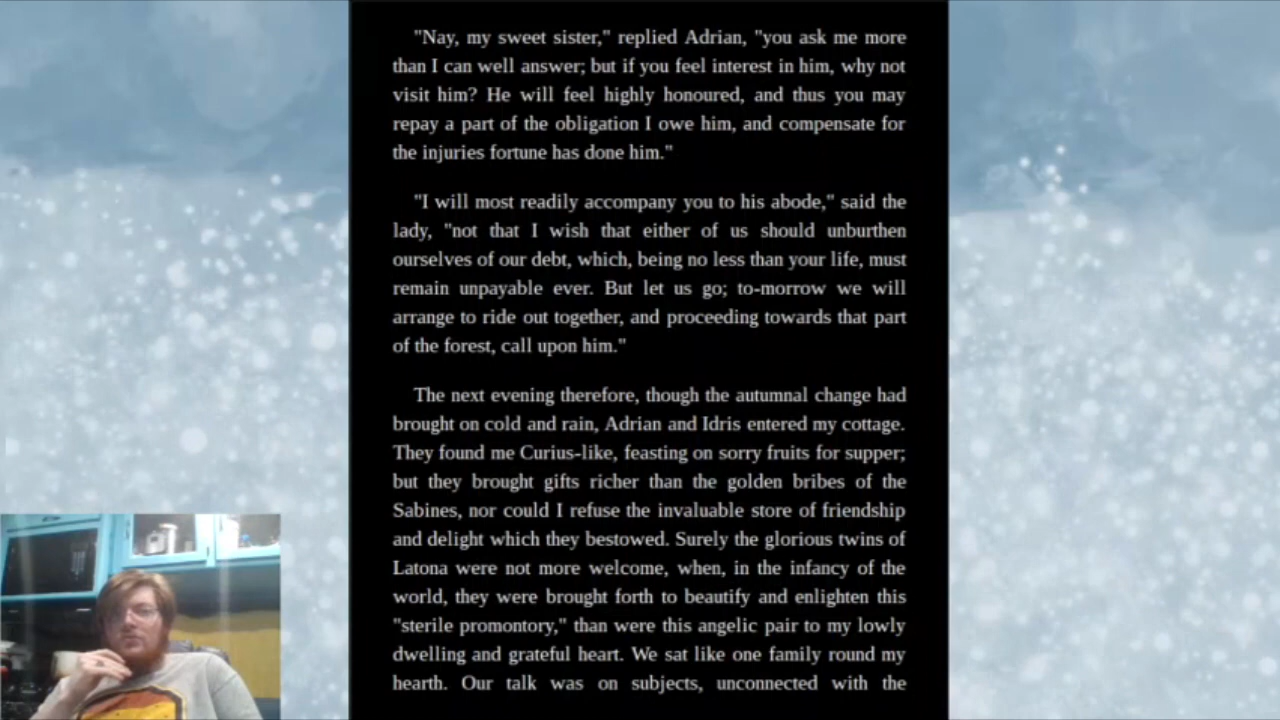 "Nay, my sweet sister," replied Adrian, "you ask me more
than I can well answer; but if you feel interest in him, why not
visit him? He will feel highly honoured, and thus you may
repay a part of the obligation I owe him, and compensate for
the injuries fortune has done him."
"I will most readily accompany you to his abode," said the
lady, "not that I wish that either of us should unburthen
ourselves of our debt, which, being no less than your life, must
remain unpayable ever. But let us go; to-morrow we will
arrange to ride out together, and proceeding towards that part
of the forest, call upon him."
The next evening therefore, though the autumnal change had
brought on cold and rain, Adrian and Idris entered my cottage.
They found me Curius-like, feasting on sorry fruits for supper;
but they brought gifts richer than the golden bribes of the
Sabines, nor could I refuse the invaluable store of friendship
and delight which they bestowed. Surely the glorious twins of
Latona were not more welcome, when, in the infancy of the
world, they were brought forth to beautify and enlighten this
"sterile promontory," than were this angelic pair to my lowly
dwelling and grateful heart. We sat like one family round my
hearth. Our talk was on subjects, unconnected with the